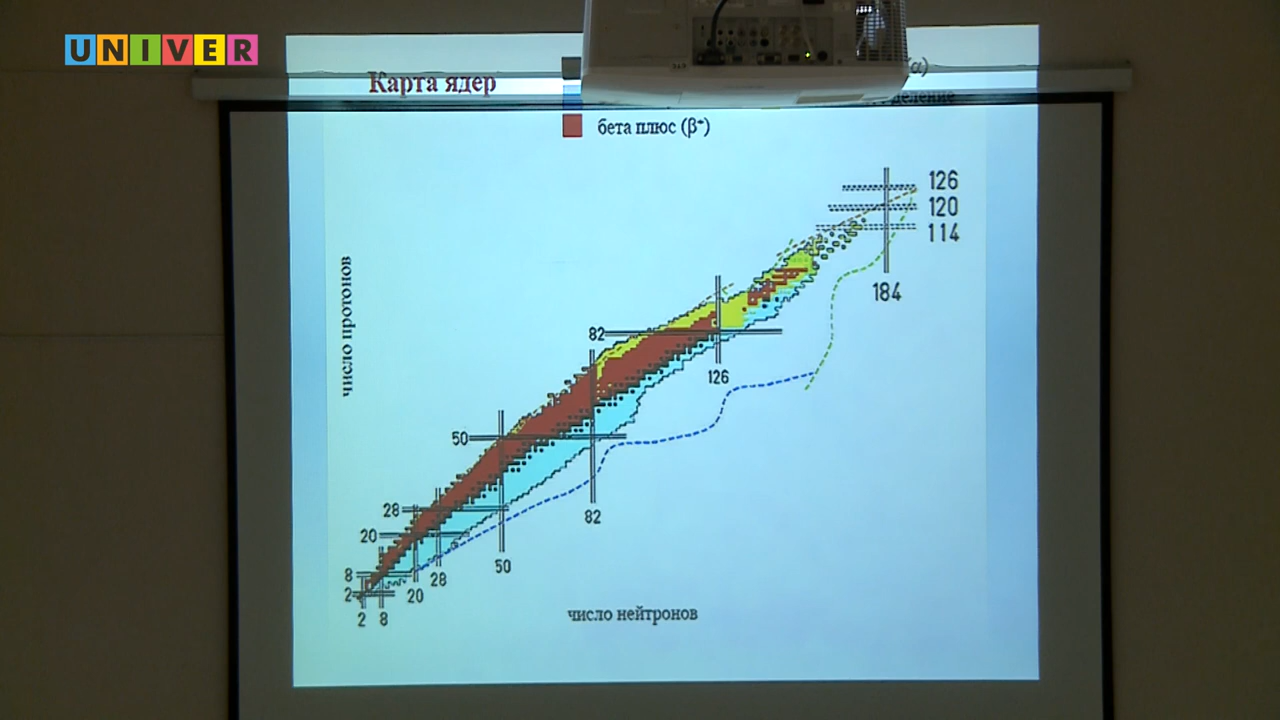 UNIVER
Карта ядер
(α)
деление
бета плюс (β⁺)
126
120
114
184
число протонов
82
126
50
82
28
50
20
28
8
20
2
2 8
число нейтронов